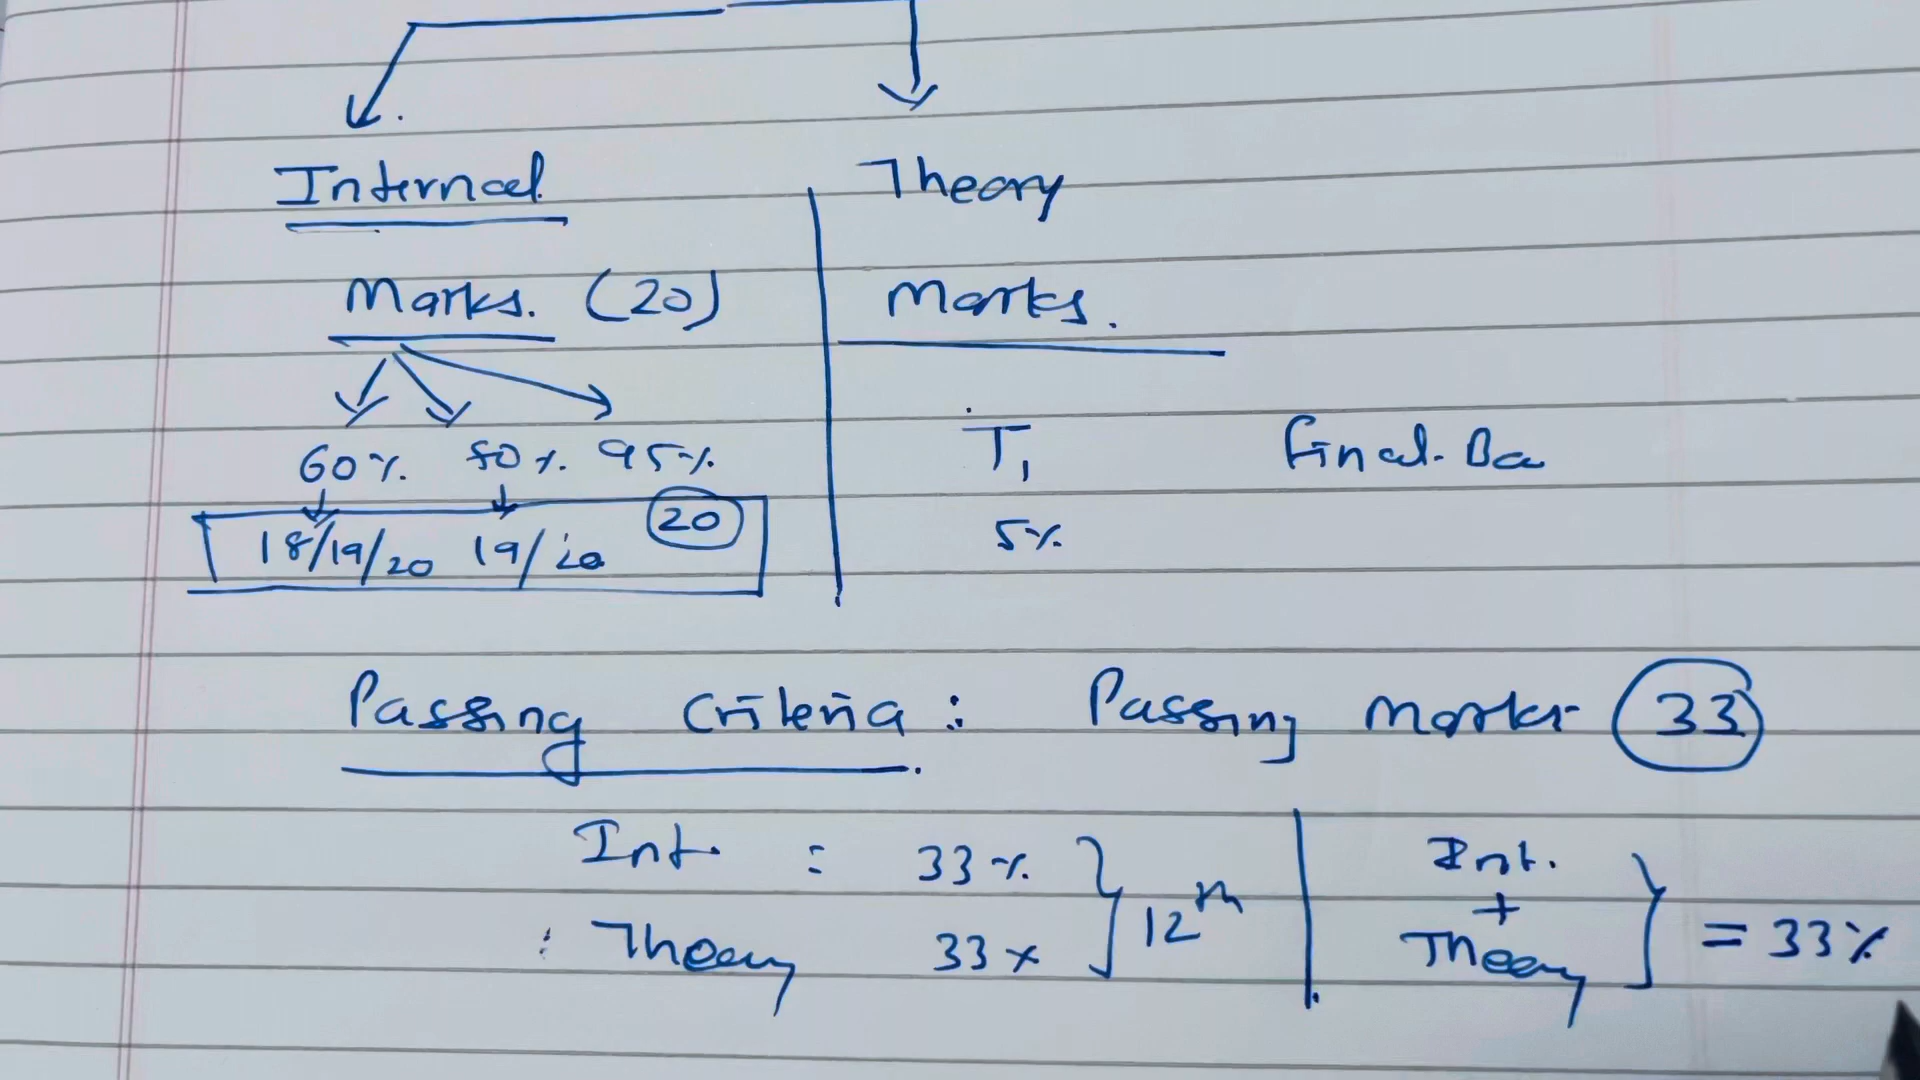 Internal
Theory
Marks. (20)
Marks.
60% 80% 95%
18/19/20 19/20 20
T1
5%
Final. Ba
Passing Criteria : Passing Marks 33
Int. : 33%
: Theory 33%
12th
Int.
+
Theory
= 33%